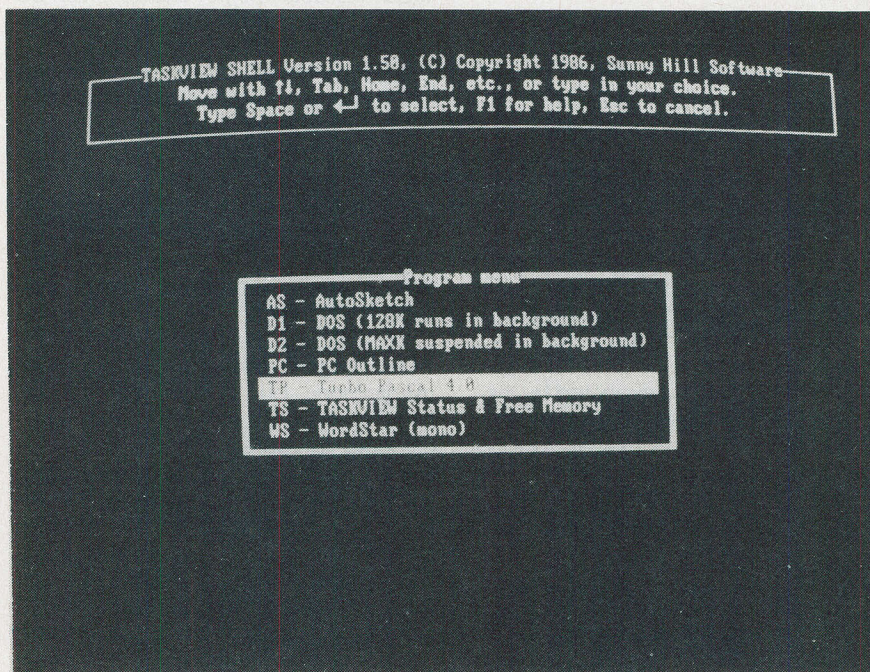 TASKVIEW SHELL Version 1.50, (C) Copyright 1986, Sunny Hill Software
Move with ↑↓, Tab, Home, End, etc., or type in your choice.
Type Space or ↵ to select, F1 for help, Esc to cancel.
Program menu
AS - AutoSketch
D1 - DOS (128K runs in background)
D2 - DOS (MAXK suspended in background)
PC - PC Outline
TP - Turbo Pascal 4.0
TS - TASKVIEW Status & Free Memory
WS - WordStar (mono)